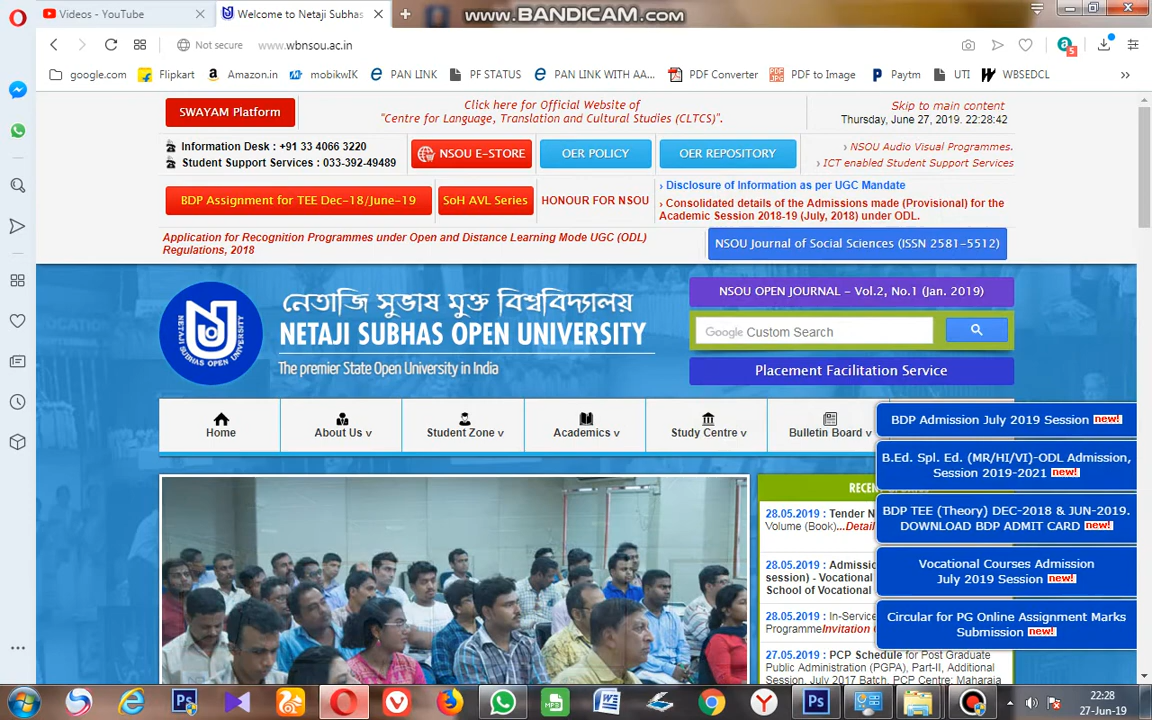 Videos - YouTube
Welcome to Netaji Subhas
www.BANDICAM.com
Not secure
www.wbnsou.ac.in
google.com Flipkart Amazon.in mobikwIK PAN LINK PF STATUS PAN LINK WITH AA... PDF Converter PDF to Image Paytm UTI WBSEDCL
SWAYAM Platform
Click here for Official Website of
"Centre for Language, Translation and Cultural Studies (CLTCS)".
Skip to main content
Thursday, June 27, 2019. 22:28:42
Information Desk : +91 33 4066 3220
Student Support Services : 033-392-49489
NSOU E-STORE
OER POLICY
OER REPOSITORY
› NSOU Audio Visual Programmes.
› ICT enabled Student Support Services
BDP Assignment for TEE Dec-18/June-19
SoH AVL Series
HONOUR FOR NSOU
› Disclosure of Information as per UGC Mandate
› Consolidated details of the Admissions made (Provisional) for the
Academic Session 2018-19 (July, 2018) under ODL.
Application for Recognition Programmes under Open and Distance Learning Mode UGC (ODL)
Regulations, 2018
NSOU Journal of Social Sciences (ISSN 2581-5512)
নেতাজি সুভাষ মুক্ত বিশ্ববিদ্যালয়
NETAJI SUBHAS OPEN UNIVERSITY
The premier State Open University in India
NETAJI SUBHAS OPEN UNIVERSITY
NSOU OPEN JOURNAL - Vol.2, No.1 (Jan. 2019)
Google Custom Search
Placement Facilitation Service
Home
About Us v
Student Zone v
Academics v
Study Centre v
Bulletin Board v
BDP Admission July 2019 Session new!
B.Ed. Spl. Ed. (MR/HI/VI)-ODL Admission,
Session 2019-2021 new!
BDP TEE (Theory) DEC-2018 & JUN-2019.
DOWNLOAD BDP ADMIT CARD new!
Vocational Courses Admission
July 2019 Session new!
Circular for PG Online Assignment Marks
Submission new!
28.05.2019 : Tender N
Volume (Book)...Detail
28.05.2019 : Admissio
session) - Vocational
School of Vocational
28.05.2019 : In-Service
ProgrammeInvitation
27.05.2019 : PCP Schedule for Post Graduate
Public Administration (PGPA), Part-II, Additional
Session, July 2017 Batch, PCP Centre: Maharaja
22:28
27-Jun-19